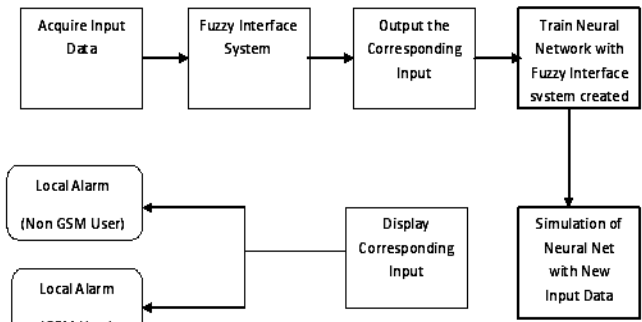 Acquire Input
Data
Fuzzy Interface
System
Output the
Corresponding
Input
Train Neural
Network with
Fuzzy Interface
system created
Local Alarm
(Non GSM User)
Display
Corresponding
Input
Simulation of
Neural Net
with New
Input Data
Local Alarm